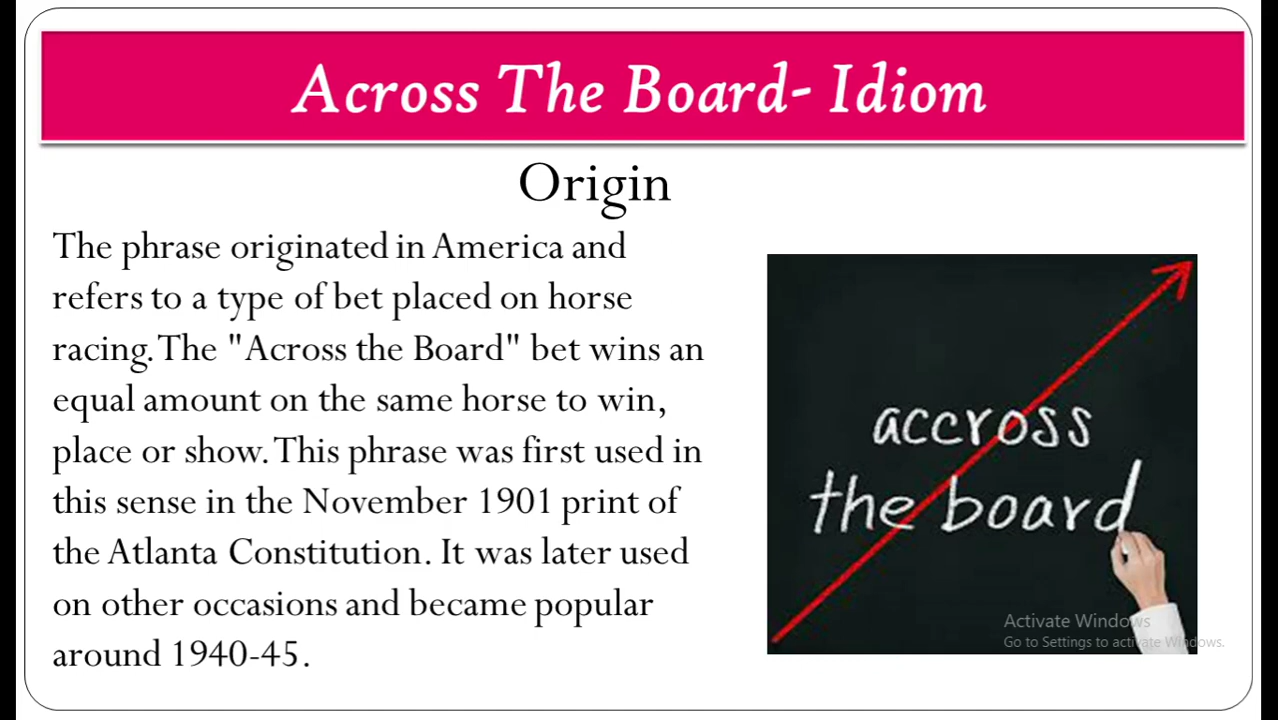 Across The Board- Idiom
Origin
The phrase originated in America and
refers to a type of bet placed on horse
racing. The "Across the Board" bet wins an
equal amount on the same horse to win,
place or show. This phrase was first used in
this sense in the November 1901 print of
the Atlanta Constitution. It was later used
on other occasions and became popular
around 1940-45.
accross
the board
Activate Windows
Go to Settings to activate Windows.